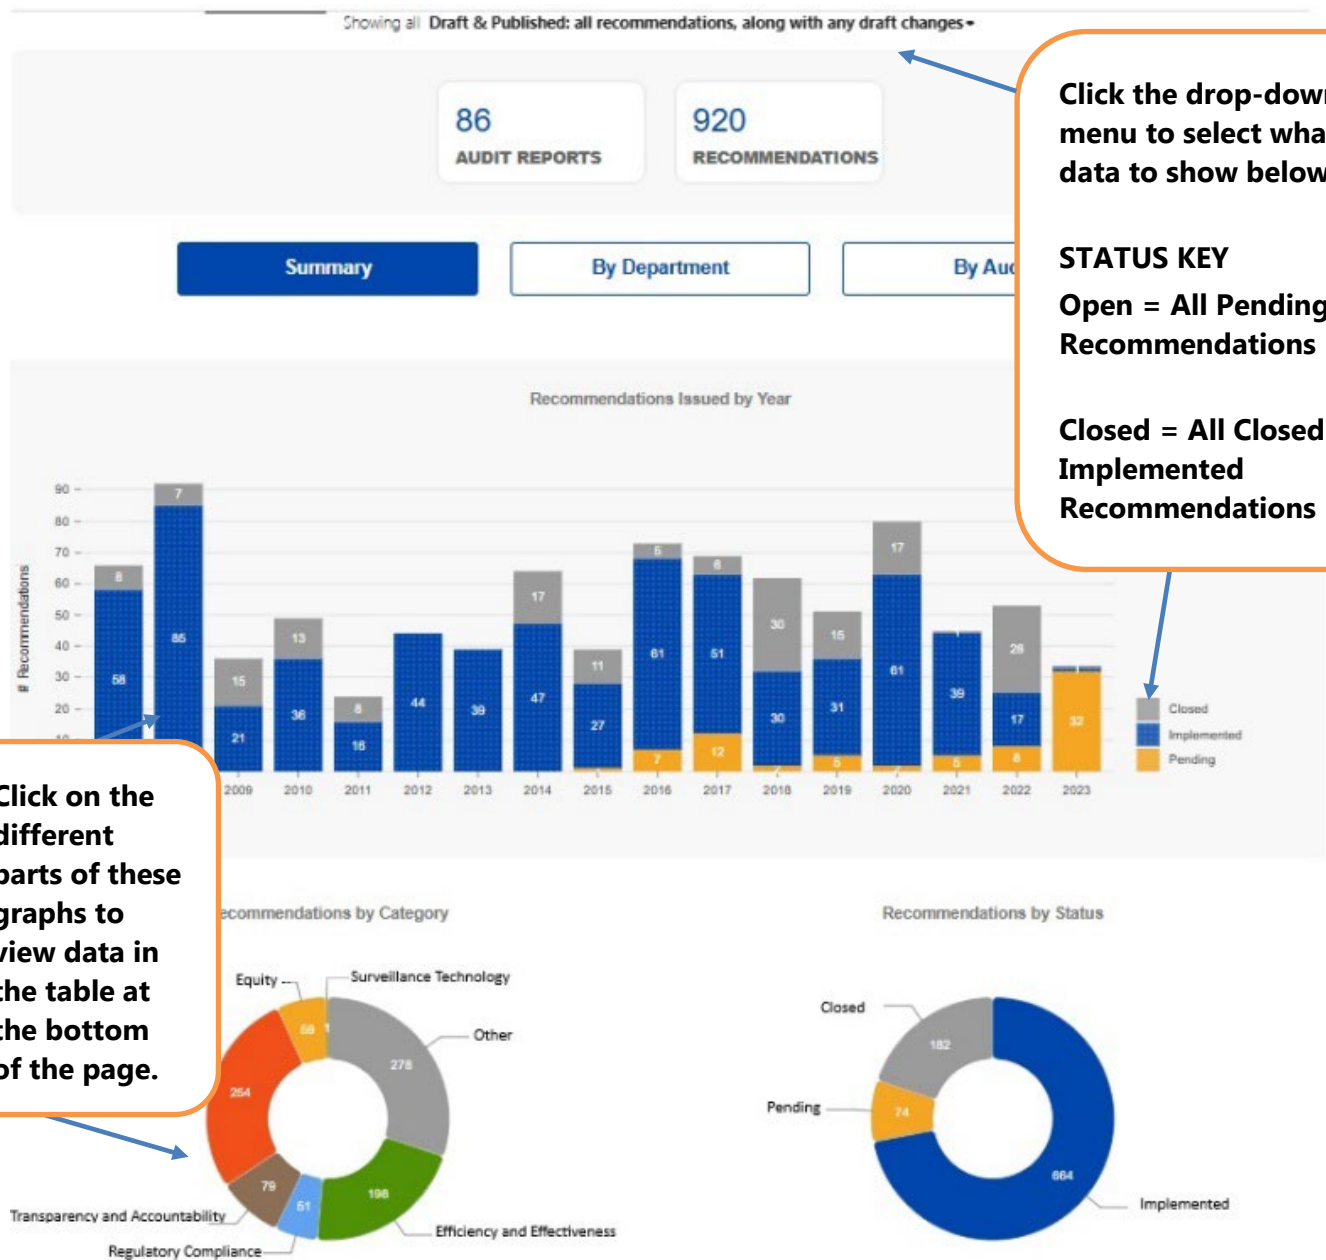 Showing all Draft & Published: all recommendations, along with any draft changes
86
AUDIT REPORTS
920
RECOMMENDATIONS
Click the drop-down
menu to select wha
data to show below
STATUS KEY
Open = All Pending
Recommendations
Closed = All Closed
Implemented
Recommendations
Summary
By Department
By Au
Recommendations Issued by Year
# Recommendations
90
80
70
60
50
40
30
20
10
8
58
7
85
15
21
13
36
8
16
44
39
17
47
11
27
5
61
7
6
51
12
30
30
2
15
31
5
17
61
2
1
39
5
28
17
8
32
2009
2010
2011
2012
2013
2014
2015
2016
2017
2018
2019
2020
2021
2022
2023
Closed
Implemented
Pending
Click on the
different
parts of these
graphs to
view data in
the table at
the bottom
of the page.
ecommendations by Category
Equity
Surveillance Technology
Other
Efficiency and Effectiveness
Regulatory Compliance
Transparency and Accountability
59
1
278
198
51
79
254
Recommendations by Status
Closed
Pending
Implemented
182
74
664